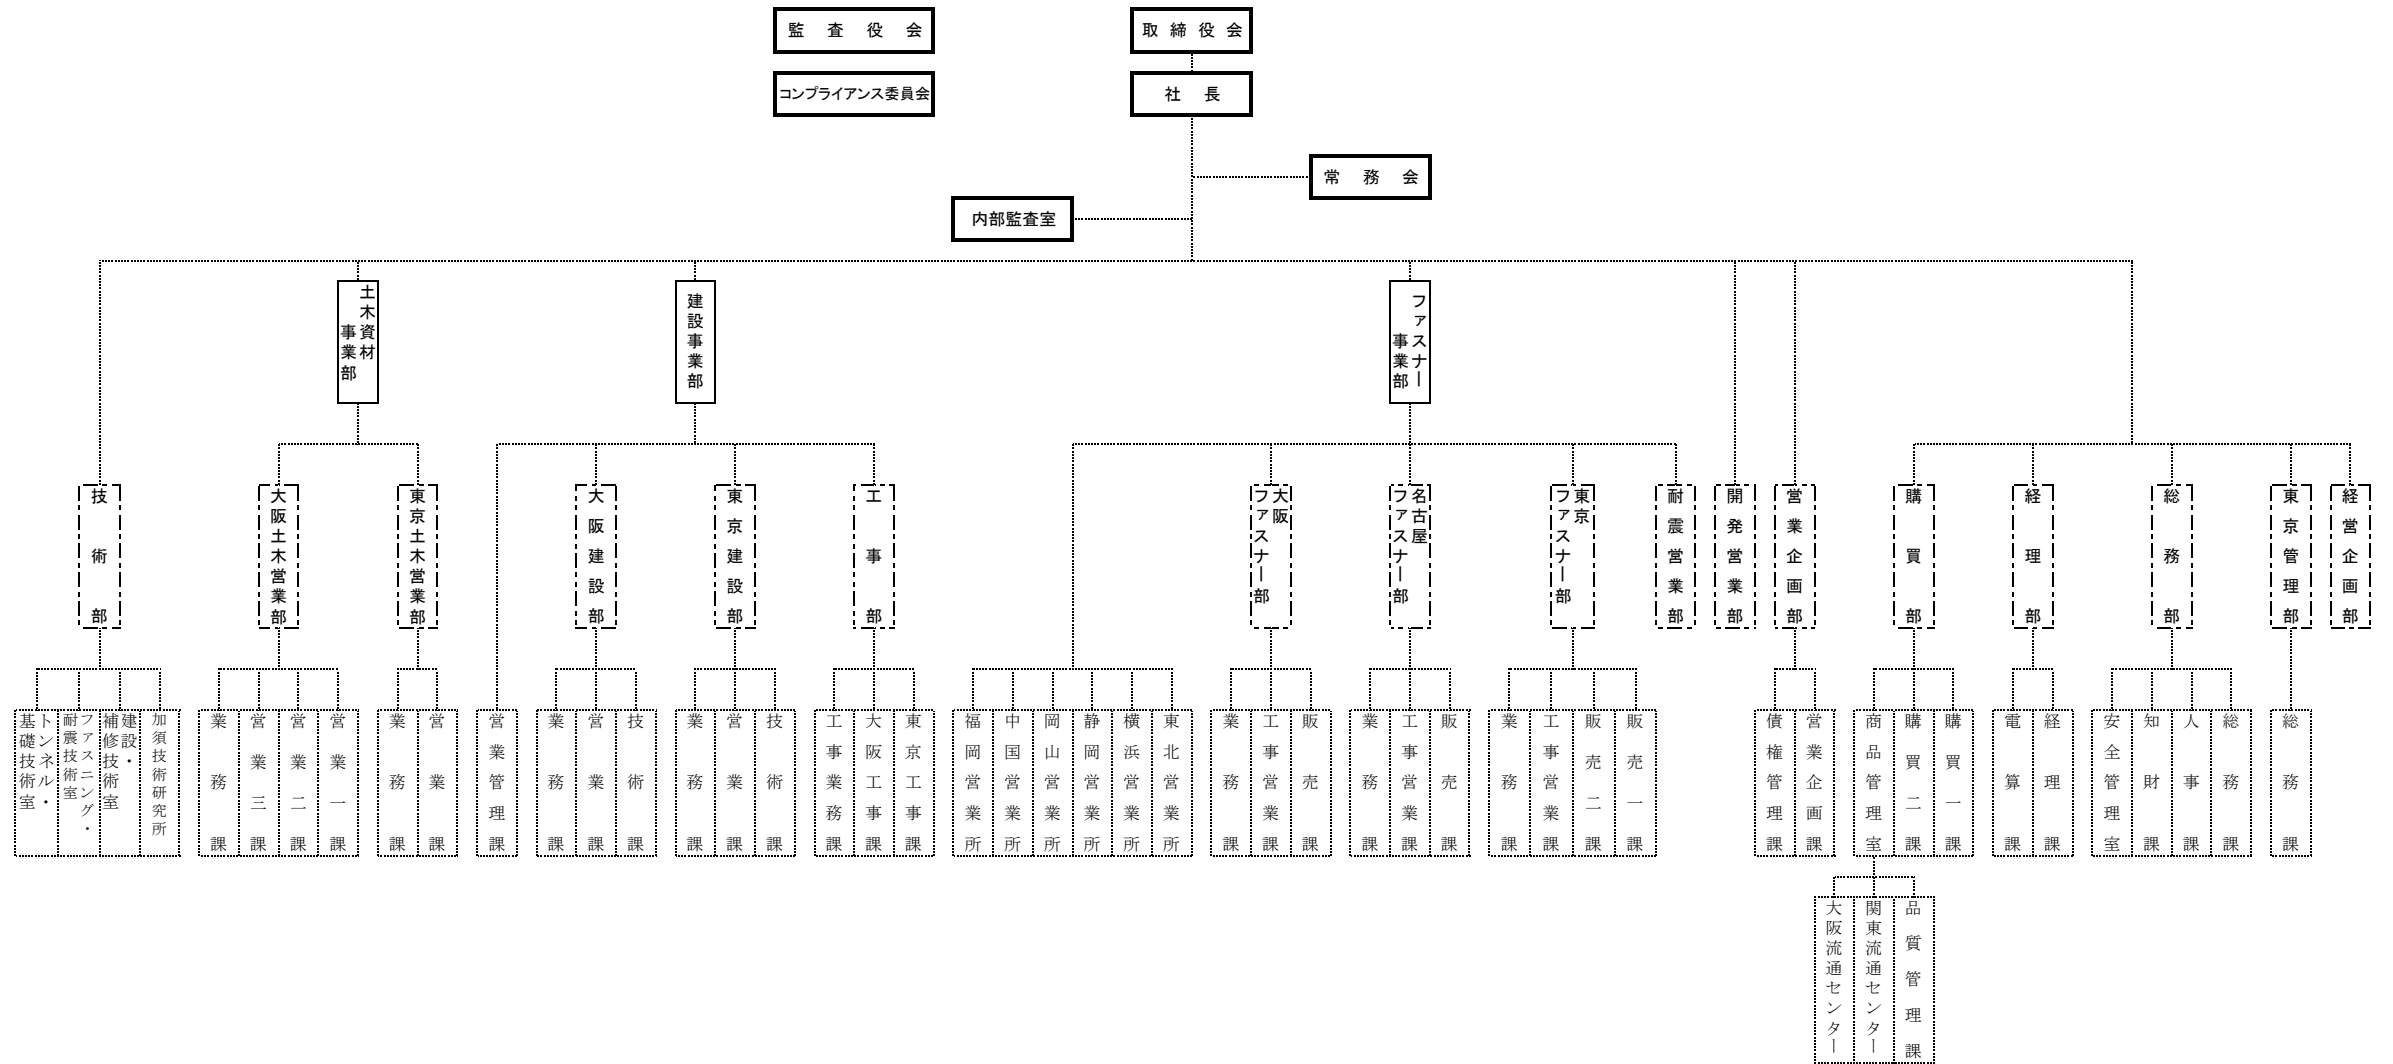 監査役会
取締役会
コンプライアンス委員会
社長
常務会
内部監査室
土木資材
事業部
建設事業部
ファスナー
事業部
技術部
大阪土木営業部
東京土木営業部
大阪建設部
東京建設部
工事部
大阪
ファスナー部
名古屋
ファスナー部
東京
ファスナー部
耐震営業部
開発営業部
営業企画部
購買部
経理部
総務部
東京管理部
経営企画部
トンネル・
基礎技術室
ファスニング・
耐震技術室
建設・
補修技術室
加須技術研究所
業務課
営業三課
営業二課
営業一課
業務課
営業課
営業管理課
業務課
営業課
技術課
業務課
営業課
技術課
工事業務課
大阪工事課
東京工事課
福岡営業所
中国営業所
岡山営業所
静岡営業所
横浜営業所
東北営業所
業務課
工事営業課
販売課
業務課
工事営業課
販売課
業務課
工事営業課
販売二課
販売一課
債権管理課
営業企画課
商品管理室
購買二課
購買一課
電算課
経理課
安全管理室
知財課
人事課
総務課
総務課
大阪流通センター
関東流通センター
品質管理課